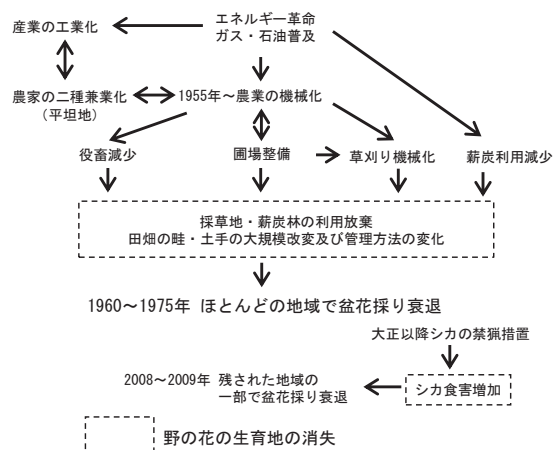 エネルギー革命
ガス・石油普及
産業の工業化
農家の二種兼業化
(平坦地)
1955年～農業の機械化
役畜減少
圃場整備
草刈り機械化
薪炭利用減少
採草地・薪炭林の利用放棄
田畑の畦・土手の大規模改変及び管理方法の変化
1960～1975年 ほとんどの地域で盆花採り衰退
大正以降シカの禁猟措置
シカ食害増加
2008～2009年 残された地域の
一部で盆花採り衰退
野の花の生育地の消失